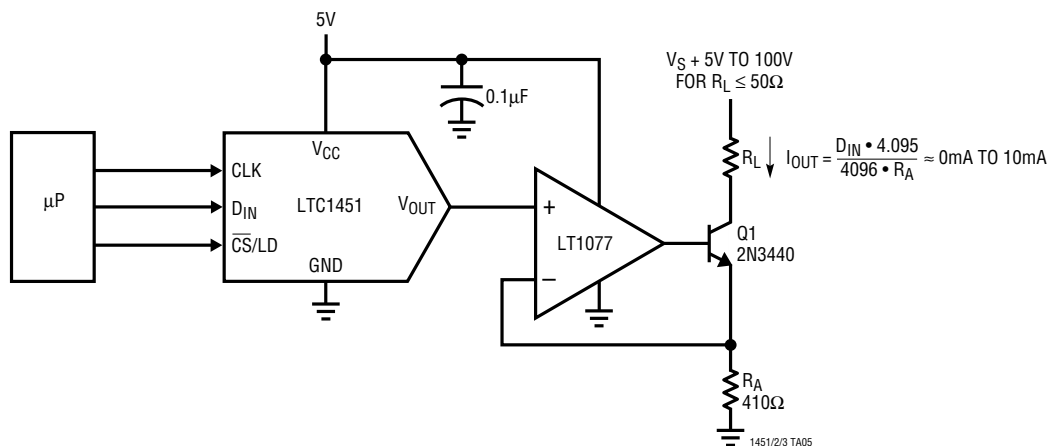 5V
V_S + 5V TO 100V
FOR R_L ≤ 50Ω
0.1µF
µP
CLK
D_IN
C̅S̅/LD
V_CC
LTC1451
GND
V_OUT
+
−
LT1077
R_L
I_OUT = D_IN • 4.095 / 4096 • R_A ≈ 0mA TO 10mA
Q1
2N3440
R_A
410Ω
1451/2/3 TA05